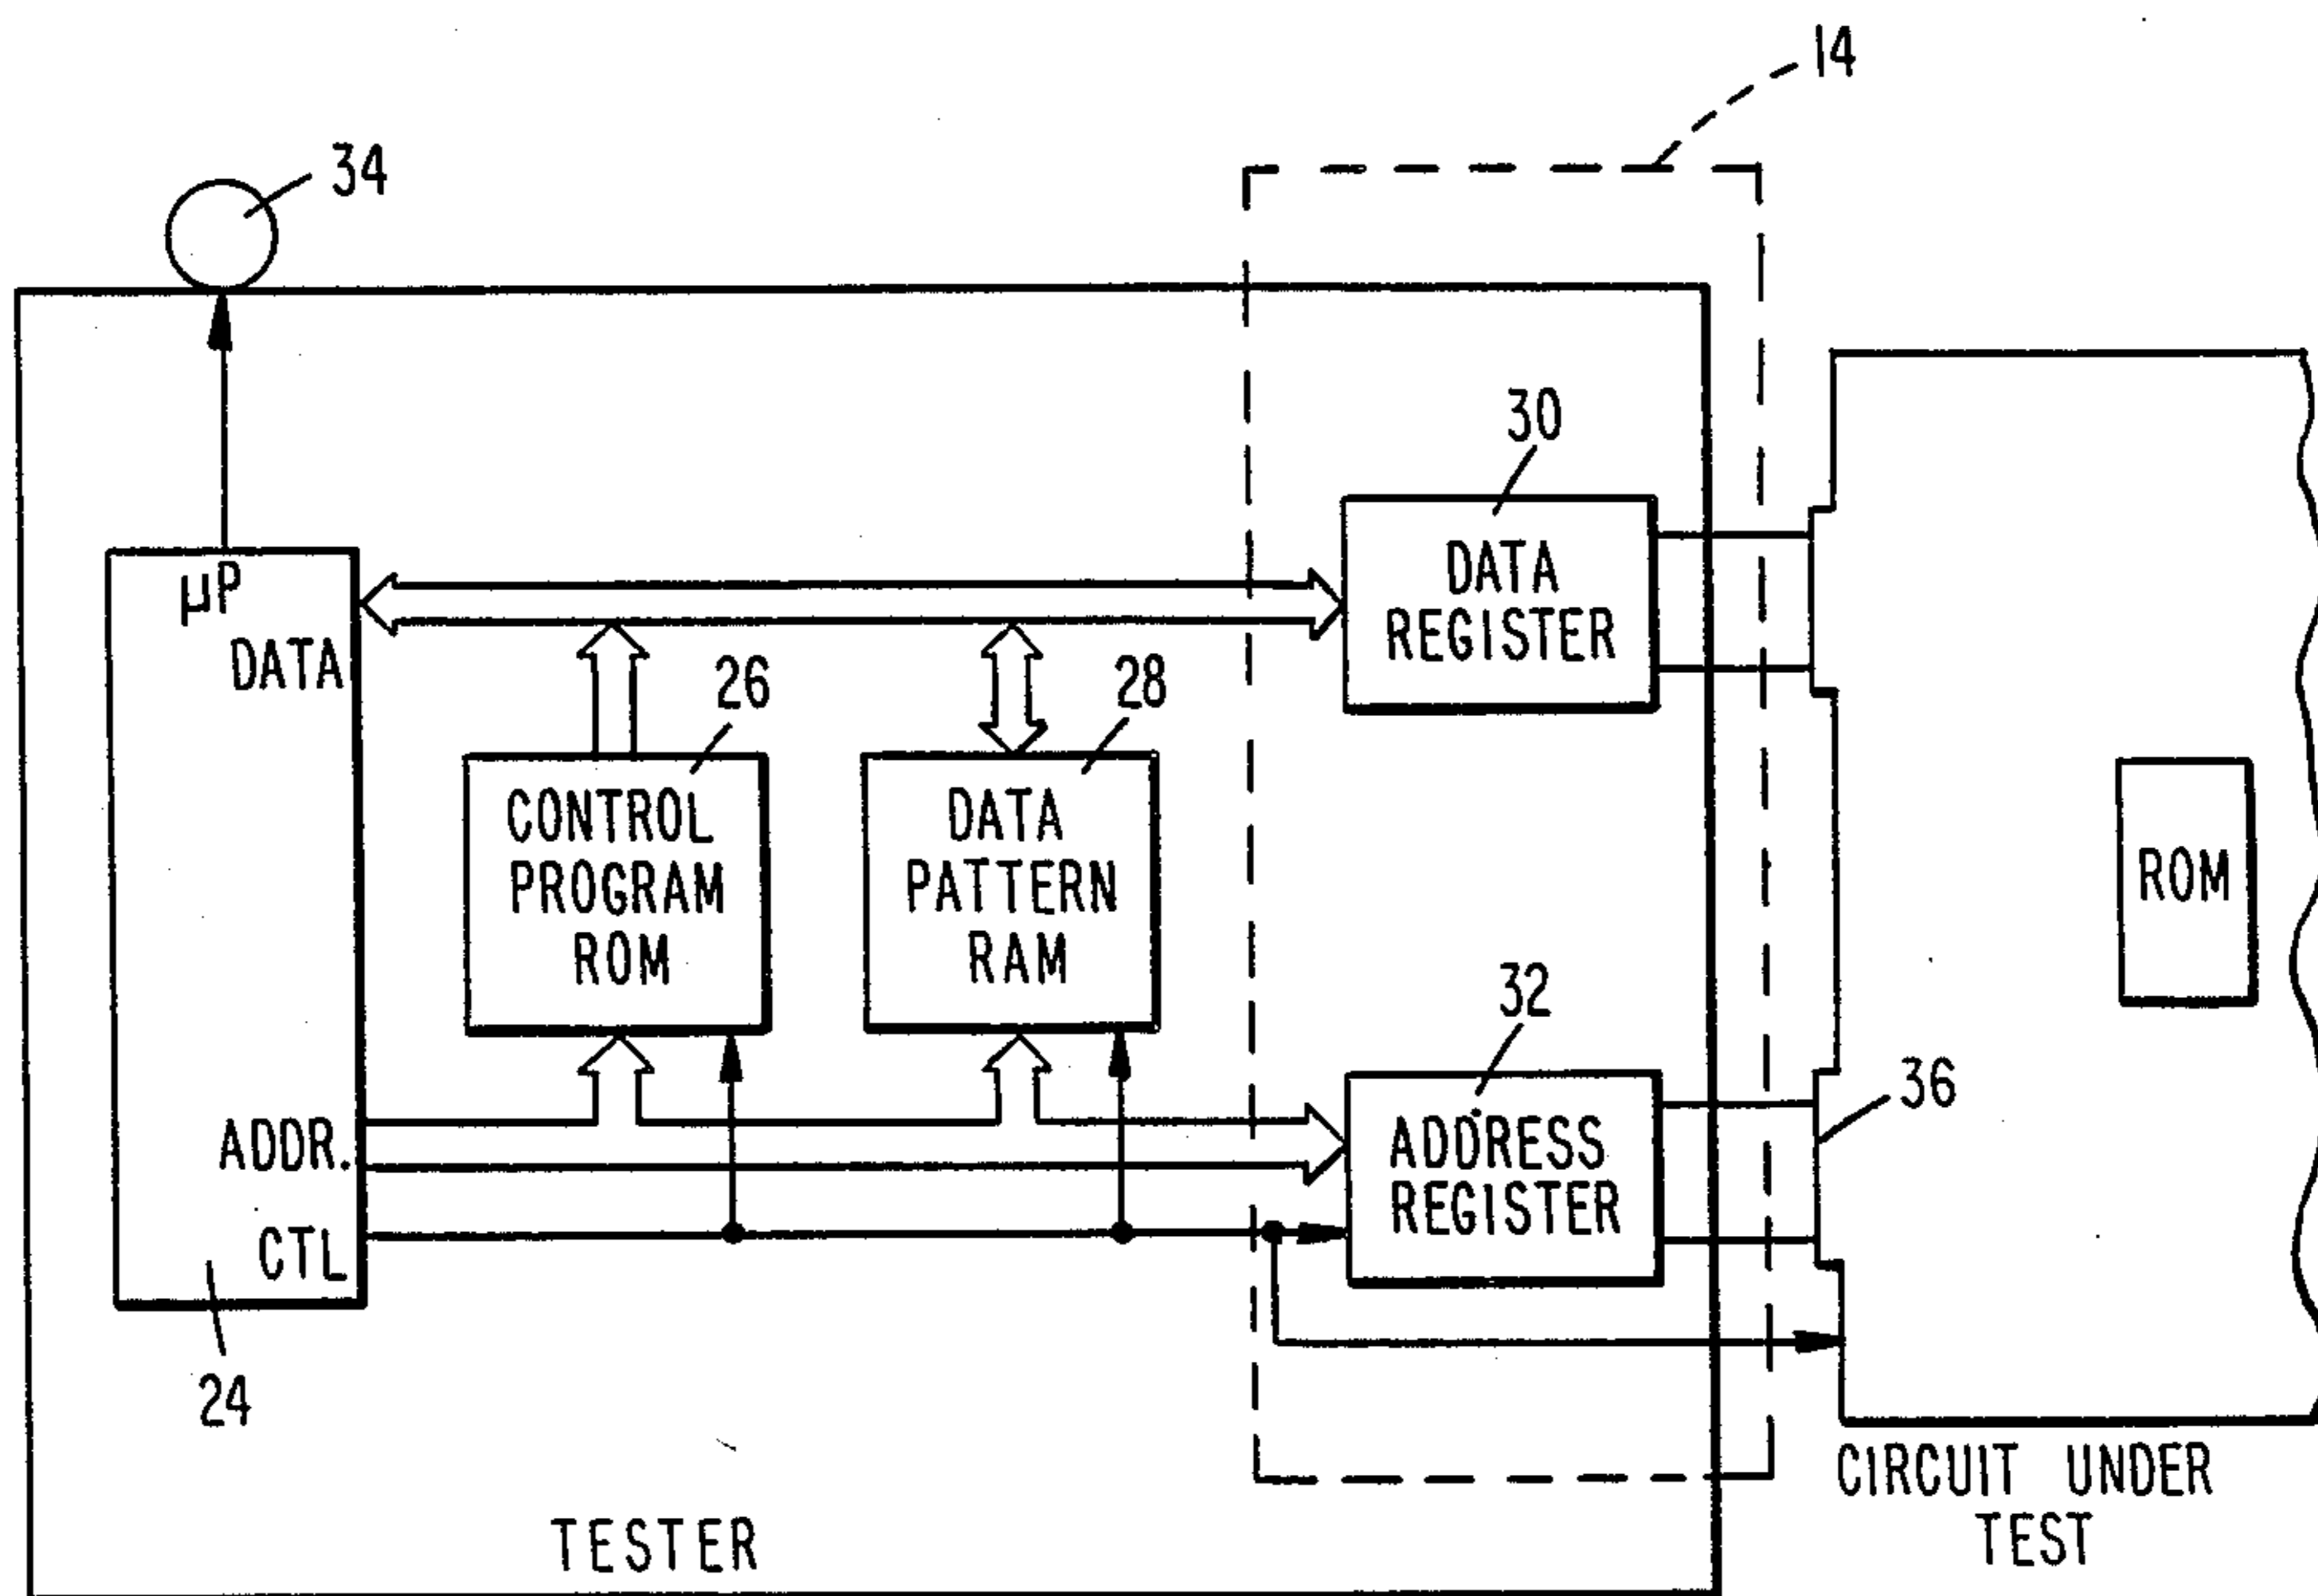 14
34
30
µP
DATA
REGISTER
DATA
26
28
CONTROL
PROGRAM
ROM
DATA
PATTERN
RAM
ROM
32
36
ADDR.
ADDRESS
REGISTER
CTL
24
CIRCUIT UNDER
TEST
TESTER